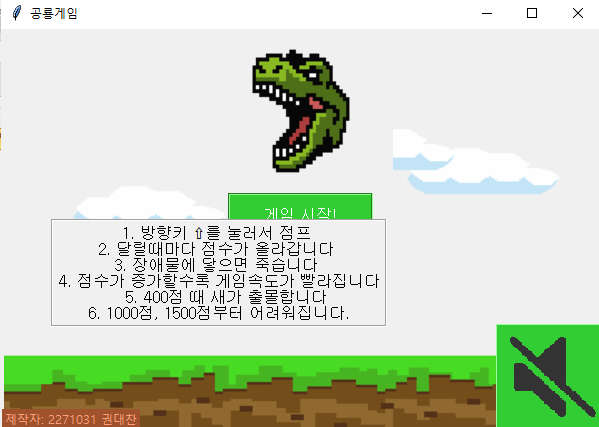 공룡게임
게임 시작!
1. 방향키 ⇧를 눌러서 점프
2. 달릴때마다 점수가 올라갑니다
3. 장애물에 닿으면 죽습니다
4. 점수가 증가할수록 게임속도가 빨라집니다
5. 400점 때 새가 출몰합니다
6. 1000점, 1500점부터 어려워집니다.
제작자: 2271031 권대찬